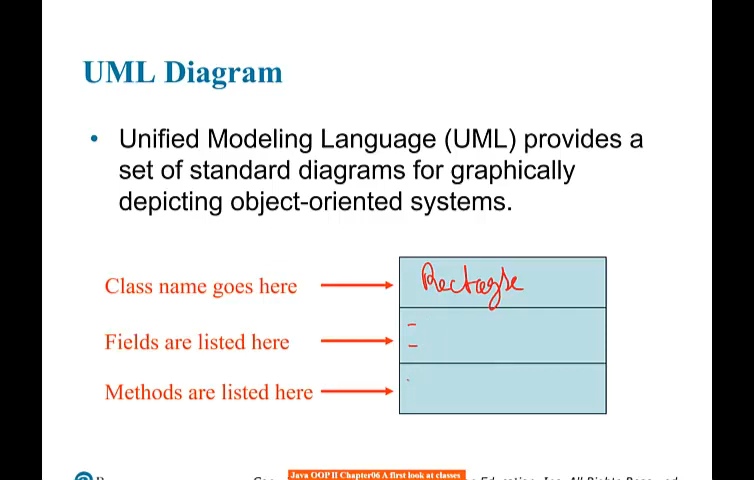 UML Diagram
• Unified Modeling Language (UML) provides a
set of standard diagrams for graphically
depicting object-oriented systems.
Class name goes here
Rectagle
Fields are listed here
Methods are listed here
Java OOP II Chapter06 A first look at classes